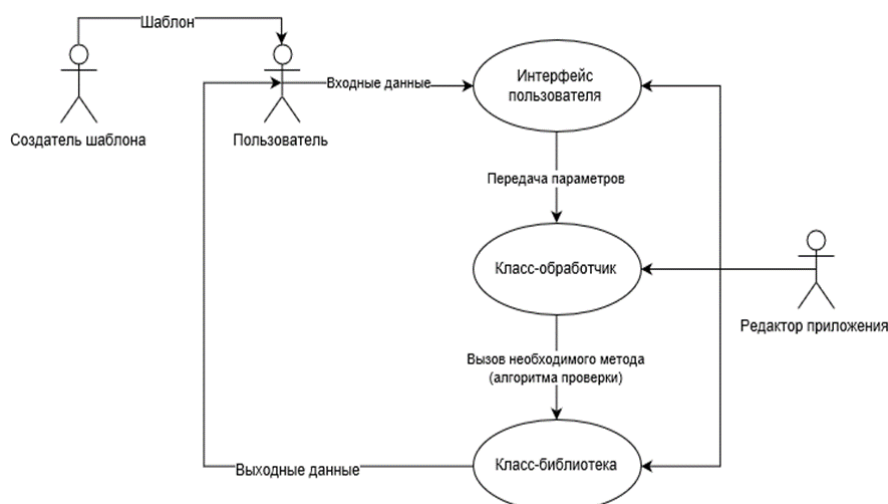 Шаблон
Создатель шаблона
Пользователь
Входные данные
Интерфейс
пользователя
Передача параметров
Класс-обработчик
Редактор приложения
Вызов необходимого метода
(алгоритма проверки)
Класс-библиотека
Выходные данные